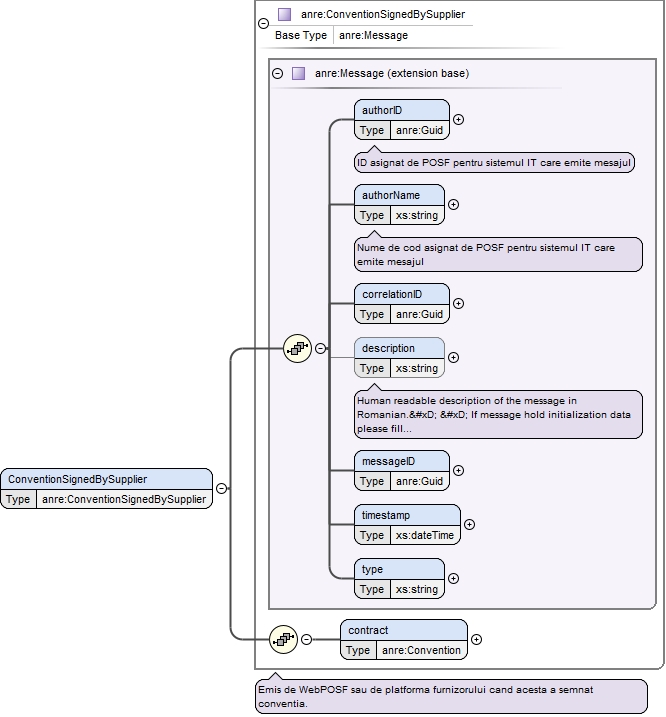 anre:ConventionSignedBySupplier
Base Type anre:Message
anre:Message (extension base)
authorID
Type anre:Guid
ID asignat de POSF pentru sistemul IT care emite mesajul
authorName
Type xs:string
Nume de cod asignat de POSF pentru sistemul IT care
emite mesajul
correlationID
Type anre:Guid
description
Type xs:string
Human readable description of the message in
Romanian.&#xD; &#xD; If message hold initialization data
please fill...
messageID
Type anre:Guid
timestamp
Type xs:dateTime
type
Type xs:string
ConventionSignedBySupplier
Type anre:ConventionSignedBySupplier
contract
Type anre:Convention
Emis de WebPOSF sau de platforma furnizorului cand acesta a semnat
conventia.